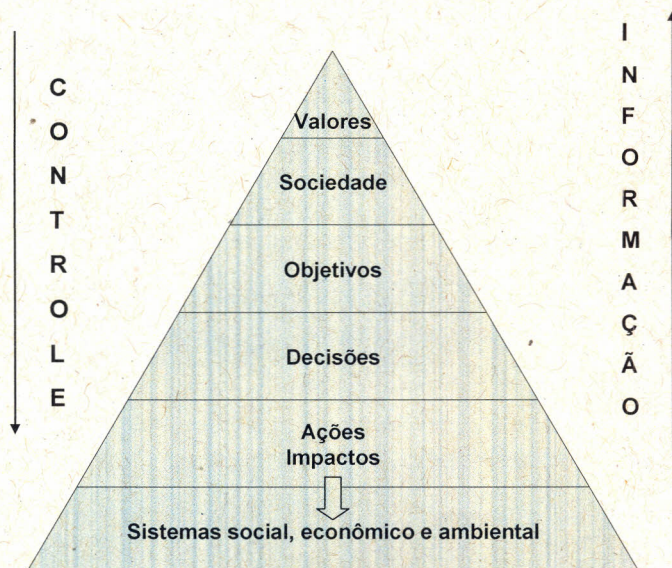 CONTROLE
INFORMAÇÃO
Valores
Sociedade
Objetivos
Decisões
Ações
Impactos
Sistemas social, econômico e ambiental